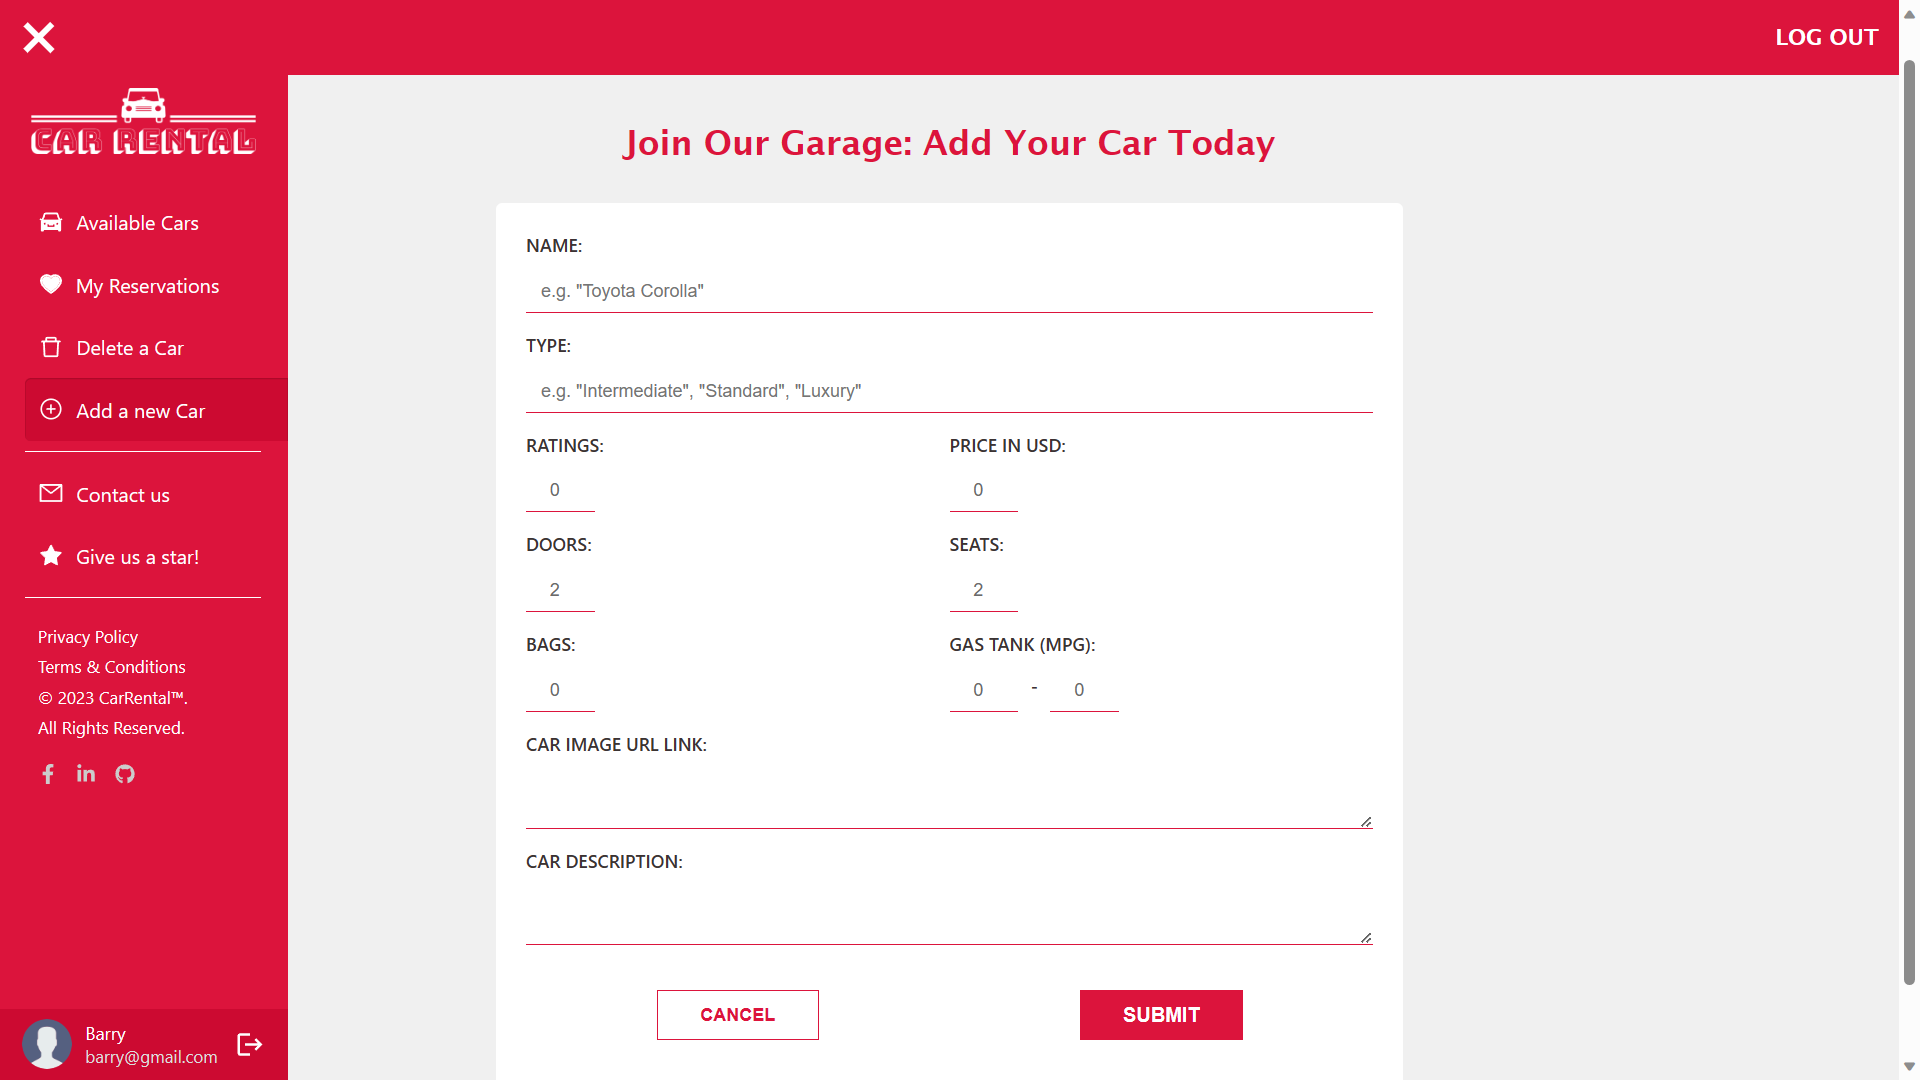 LOG OUT
CAR RENTAL
Available Cars
My Reservations
Delete a Car
Add a new Car
Contact us
Give us a star!
Privacy Policy
Terms & Conditions
© 2023 CarRental™.
All Rights Reserved.
Barry
barry@gmail.com
Join Our Garage: Add Your Car Today
NAME:
e.g. "Toyota Corolla"
TYPE:
e.g. "Intermediate", "Standard", "Luxury"
RATINGS: PRICE IN USD:
0 0
DOORS: SEATS:
2 2
BAGS: GAS TANK (MPG):
0 0 - 0
CAR IMAGE URL LINK:
CAR DESCRIPTION:
CANCEL SUBMIT